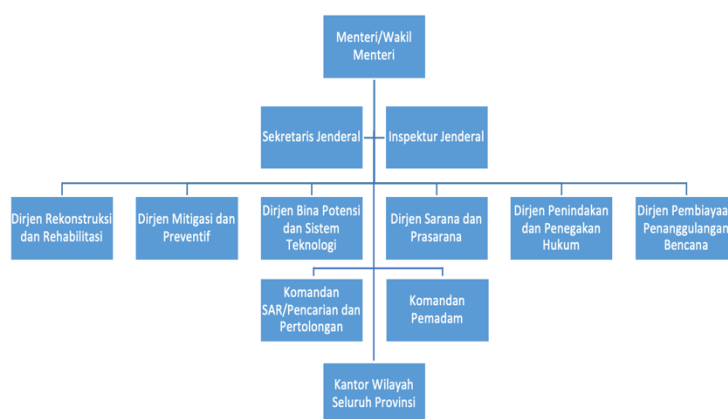 Menteri/Wakil
Menteri
Sekretaris Jenderal
Inspektur Jenderal
Dirjen Rekonstruksi
dan Rehabilitasi
Dirjen Mitigasi dan
Preventif
Dirjen Bina Potensi
dan Sistem
Teknologi
Dirjen Sarana dan
Prasarana
Dirjen Penindakan
dan Penegakan
Hukum
Dirjen Pembiayaa
Penanggulangan
Bencana
Komandan
SAR/Pencarian dan
Pertolongan
Komandan
Pemadam
Kantor Wilayah
Seluruh Provinsi